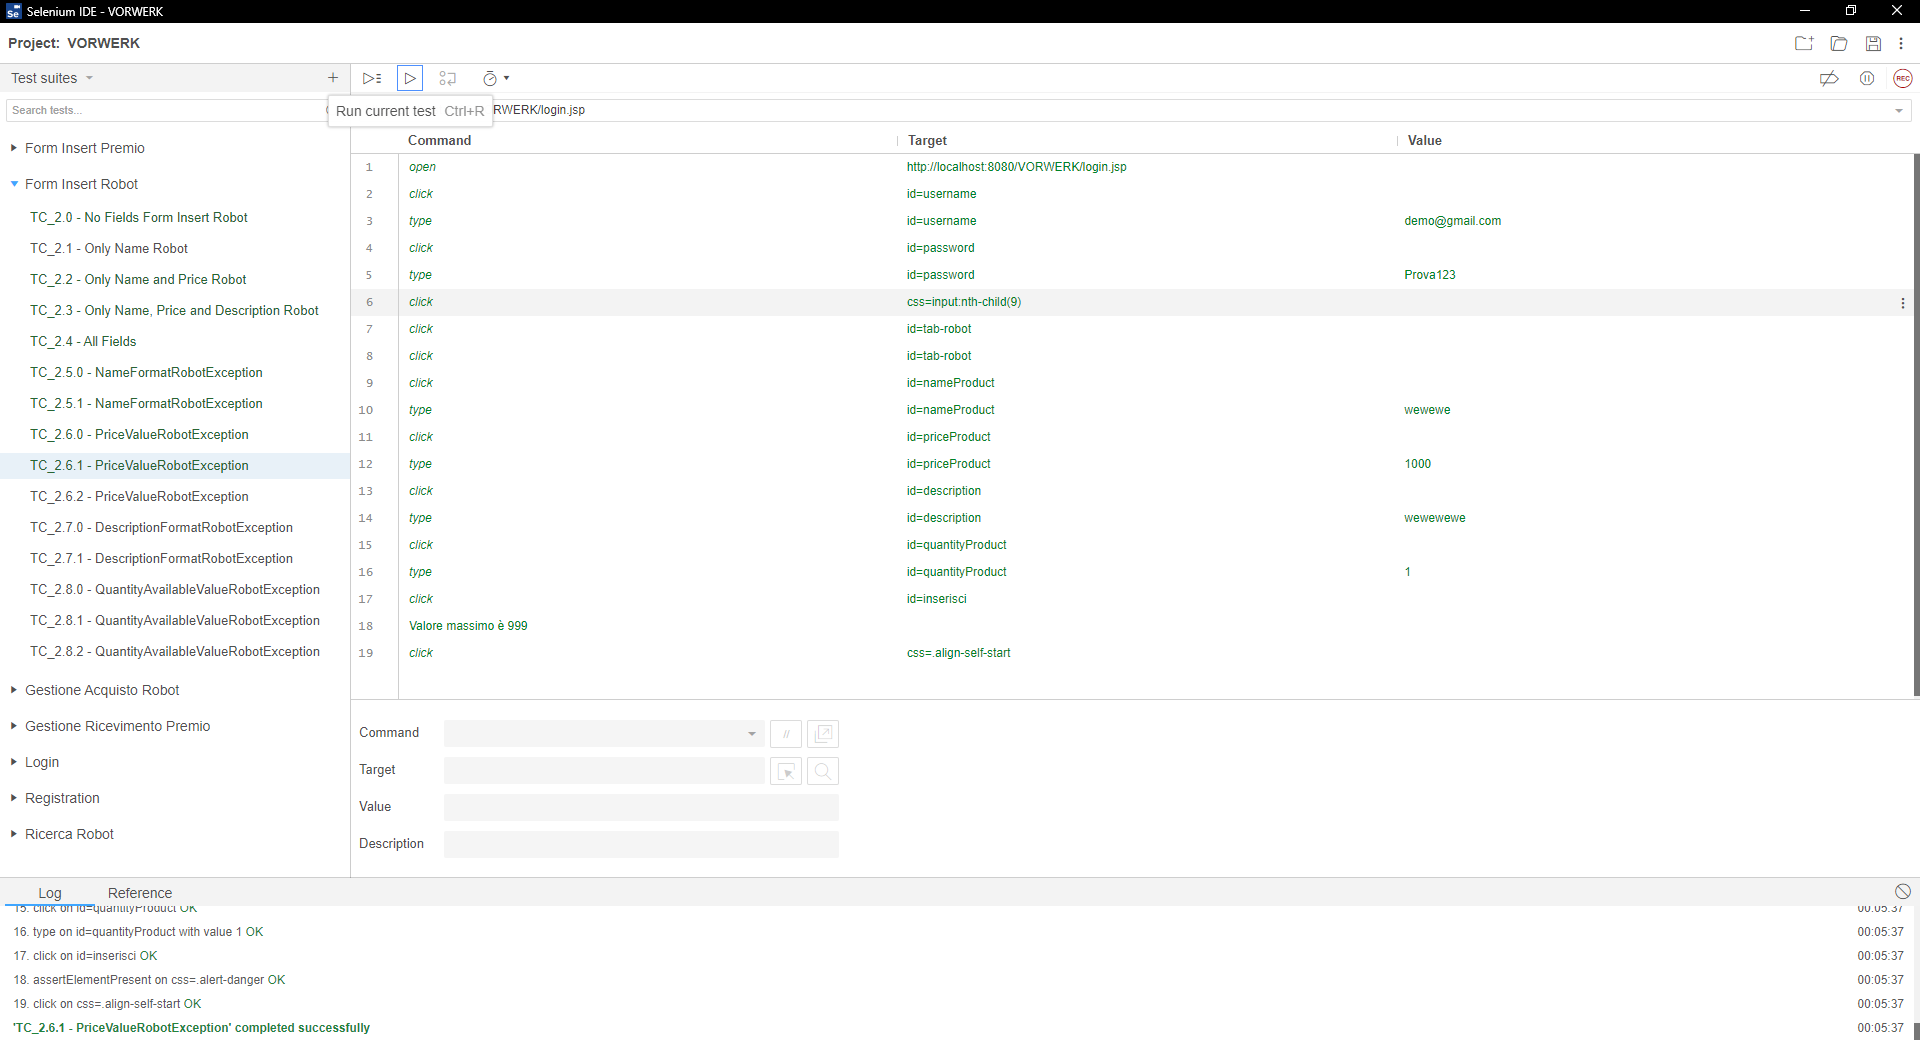 Selenium IDE - VORWERK
Project: VORWERK
Test suites
+
Search tests...
Run current test Ctrl+R
RWERK/login.jsp
REC
Form Insert Premio
Form Insert Robot
TC_2.0 - No Fields Form Insert Robot
TC_2.1 - Only Name Robot
TC_2.2 - Only Name and Price Robot
TC_2.3 - Only Name, Price and Description Robot
TC_2.4 - All Fields
TC_2.5.0 - NameFormatRobotException
TC_2.5.1 - NameFormatRobotException
TC_2.6.0 - PriceValueRobotException
TC_2.6.1 - PriceValueRobotException
TC_2.6.2 - PriceValueRobotException
TC_2.7.0 - DescriptionFormatRobotException
TC_2.7.1 - DescriptionFormatRobotException
TC_2.8.0 - QuantityAvailableValueRobotException
TC_2.8.1 - QuantityAvailableValueRobotException
TC_2.8.2 - QuantityAvailableValueRobotException
Gestione Acquisto Robot
Gestione Ricevimento Premio
Login
Registration
Ricerca Robot
Command Target Value
1 open http://localhost:8080/VORWERK/login.jsp
2 click id=username
3 type id=username demo@gmail.com
4 click id=password
5 type id=password Prova123
6 click css=input:nth-child(9)
7 click id=tab-robot
8 click id=tab-robot
9 click id=nameProduct
10 type id=nameProduct wewewe
11 click id=priceProduct
12 type id=priceProduct 1000
13 click id=description
14 type id=description wewewewe
15 click id=quantityProduct
16 type id=quantityProduct 1
17 click id=inserisci
18 Valore massimo è 999
19 click css=.align-self-start
Command //
Target
Value
Description
Log Reference
15. click on id=quantityProduct OK 00:05:37
16. type on id=quantityProduct with value 1 OK 00:05:37
17. click on id=inserisci OK 00:05:37
18. assertElementPresent on css=.alert-danger OK 00:05:37
19. click on css=.align-self-start OK 00:05:37
'TC_2.6.1 - PriceValueRobotException' completed successfully 00:05:37